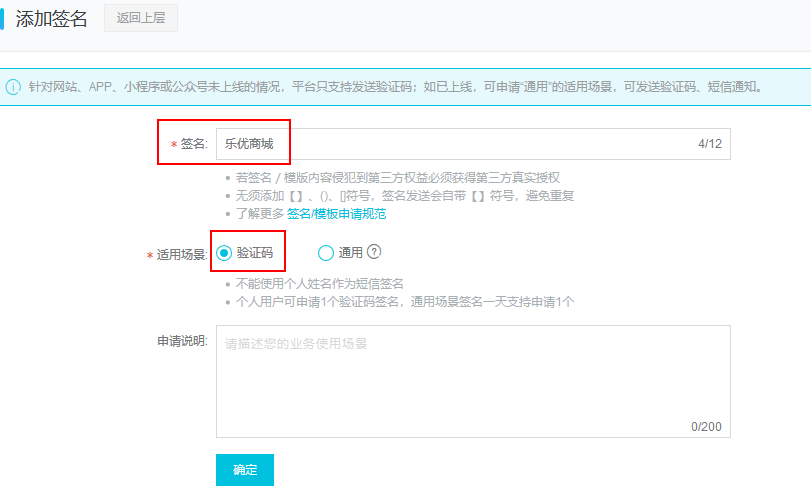 添加签名 返回上层
针对网站、APP、小程序或公众号未上线的情况，平台只支持发送验证码；如已上线，可申请“通用”的适用场景，可发送验证码、短信通知。
* 签名: 乐优商城 4/12
• 若签名 / 模版内容侵犯到第三方权益必须获得第三方真实授权
• 无须添加【】、()、[]符号，签名发送会自带【】符号，避免重复
• 了解更多 签名/模板申请规范
* 适用场景: 验证码 通用 ?
• 不能使用个人姓名作为短信签名
• 个人用户可申请1个验证码签名，通用场景签名一天支持申请1个
申请说明: 请描述您的业务使用场景
0/200
确定